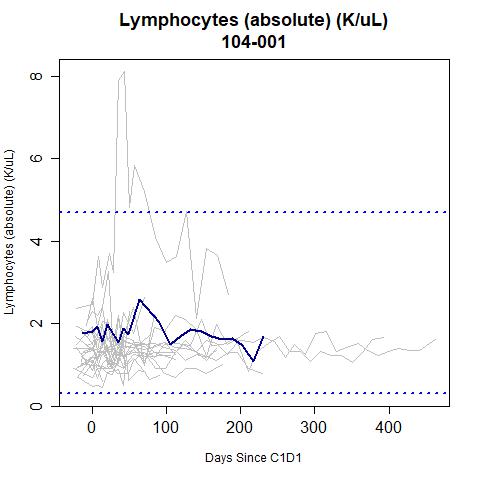 Lymphocytes (absolute) (K/uL)
104-001
Lymphocytes (absolute) (K/uL)
8
6
4
2
0
0 100 200 300 400
Days Since C1D1